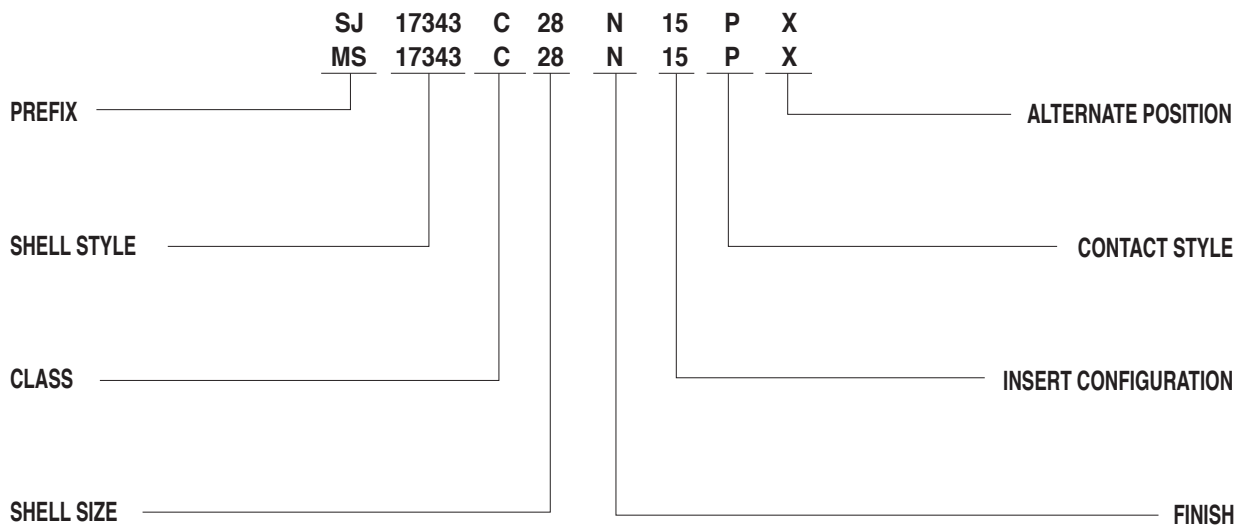 SJ 17343 C 28 N 15 P X
MS 17343 C 28 N 15 P X
PREFIX
ALTERNATE POSITION
SHELL STYLE
CONTACT STYLE
CLASS
INSERT CONFIGURATION
SHELL SIZE
FINISH